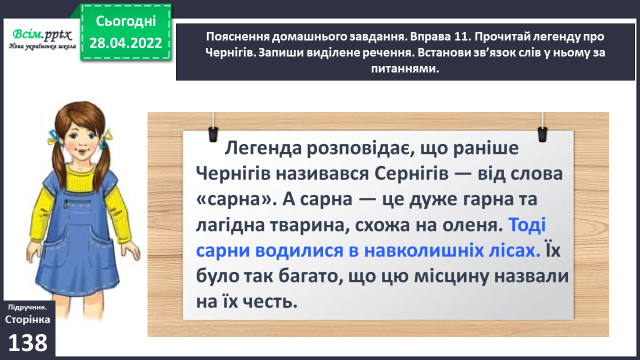 Всім.pptx
Нова українська школа
Сьогодні
28.04.2022
Пояснення домашнього завдання. Вправа 11. Прочитай легенду про
Чернігів. Запиши виділене речення. Встанови зв’язок слів у ньому за
питаннями.
Легенда розповідає, що раніше
Чернігів називався Сернігів — від слова
«сарна». А сарна — це дуже гарна та
лагідна тварина, схожа на оленя. Тоді
сарни водилися в навколишніх лісах. Їх
було так багато, що цю місцину назвали
на їх честь.
Підручник.
Сторінка
138